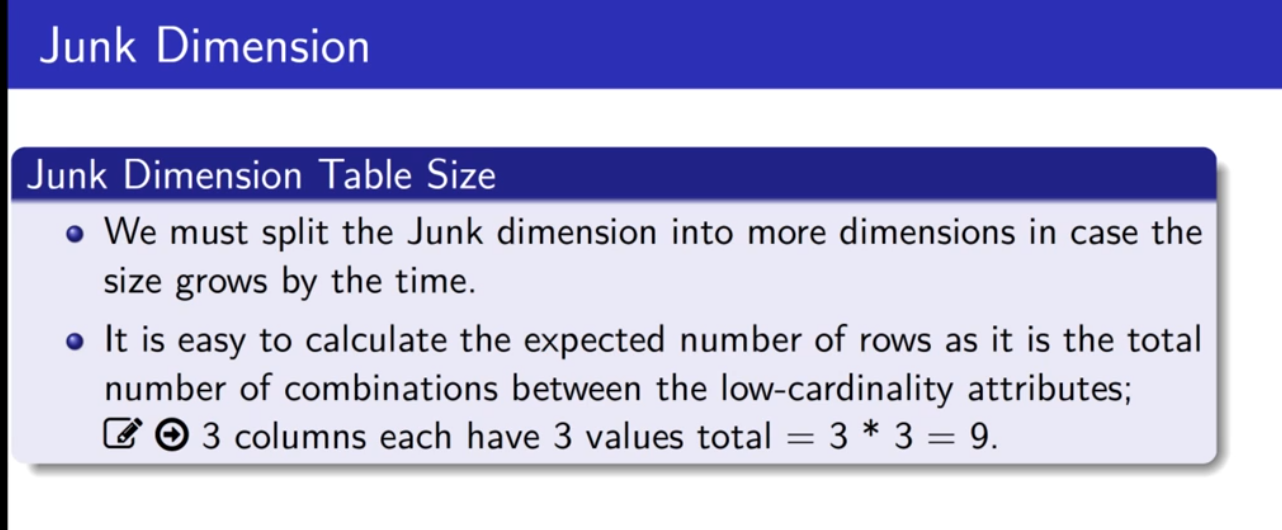 Junk Dimension
Junk Dimension Table Size
We must split the Junk dimension into more dimensions in case the
size grows by the time.
It is easy to calculate the expected number of rows as it is the total
number of combinations between the low-cardinality attributes;
3 columns each have 3 values total = 3 * 3 = 9.